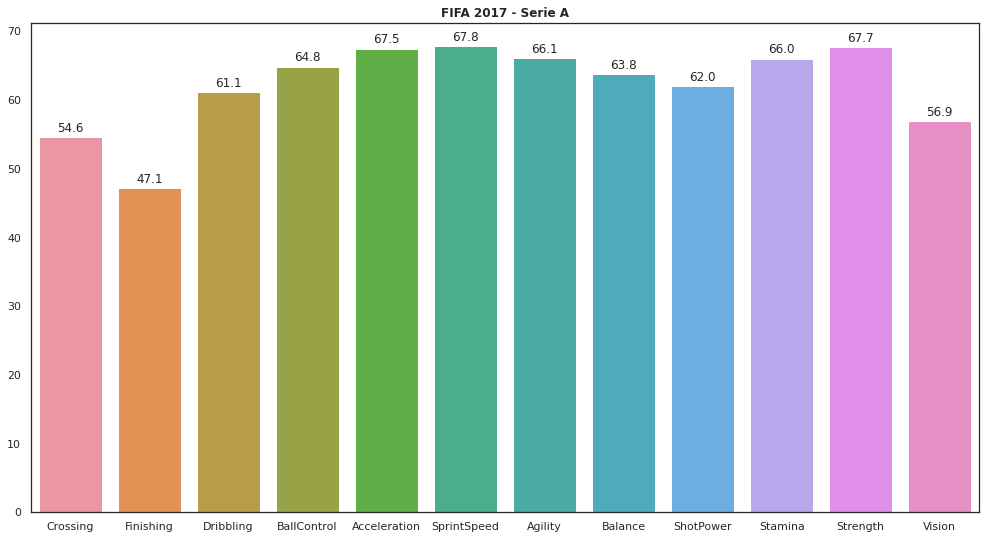 FIFA 2017 - Serie A
70
60
50
40
30
20
10
0
54.6
47.1
61.1
64.8
67.5
67.8
66.1
63.8
62.0
66.0
67.7
56.9
Crossing
Finishing
Dribbling
BallControl
Acceleration
SprintSpeed
Agility
Balance
ShotPower
Stamina
Strength
Vision